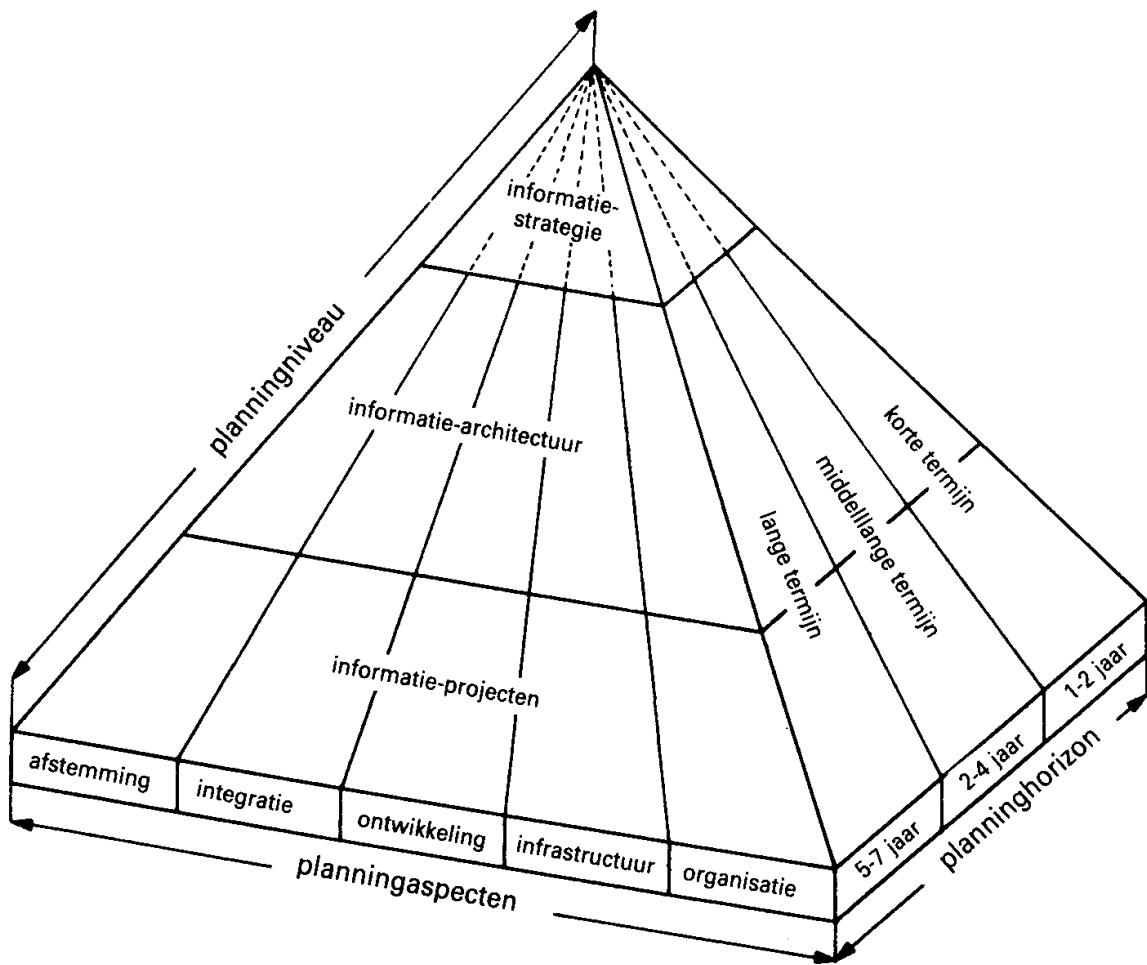 informatie-
strategie
planningniveau
informatie-architectuur
korte termijn
middelllange termijn
lange termijn
informatie-projecten
1-2 jaar
2-4 jaar
5-7 jaar
planninghorizon
afstemming
integratie
ontwikkeling
infrastructuur
organisatie
planningaspecten